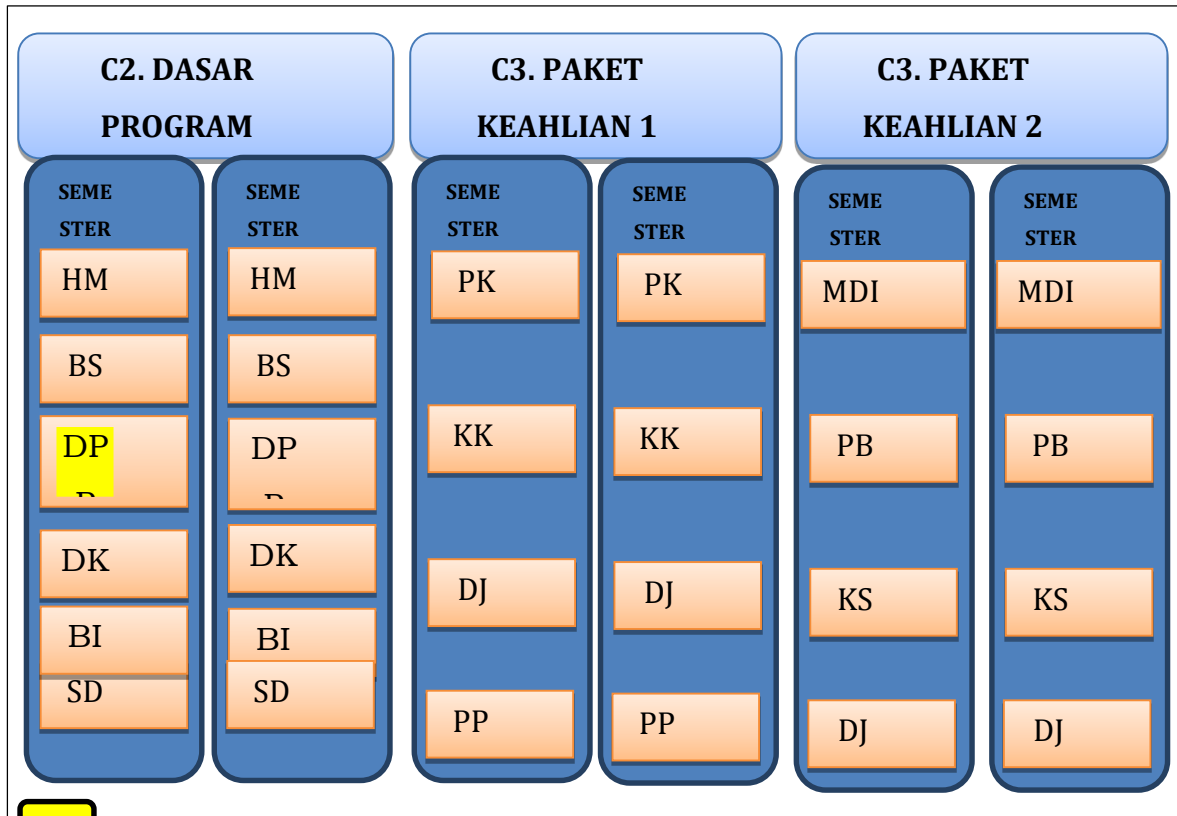 C2. DASAR
PROGRAM
C3. PAKET
KEAHLIAN 1
C3. PAKET
KEAHLIAN 2
SEME
STER
HM
BS
DP
DK
BI
SD
SEME
STER
HM
BS
DP
DK
BI
SD
SEME
STER
PK
KK
DJ
PP
SEME
STER
PK
KK
DJ
PP
SEME
STER
MDI
PB
KS
DJ
SEME
STER
MDI
PB
KS
DJ